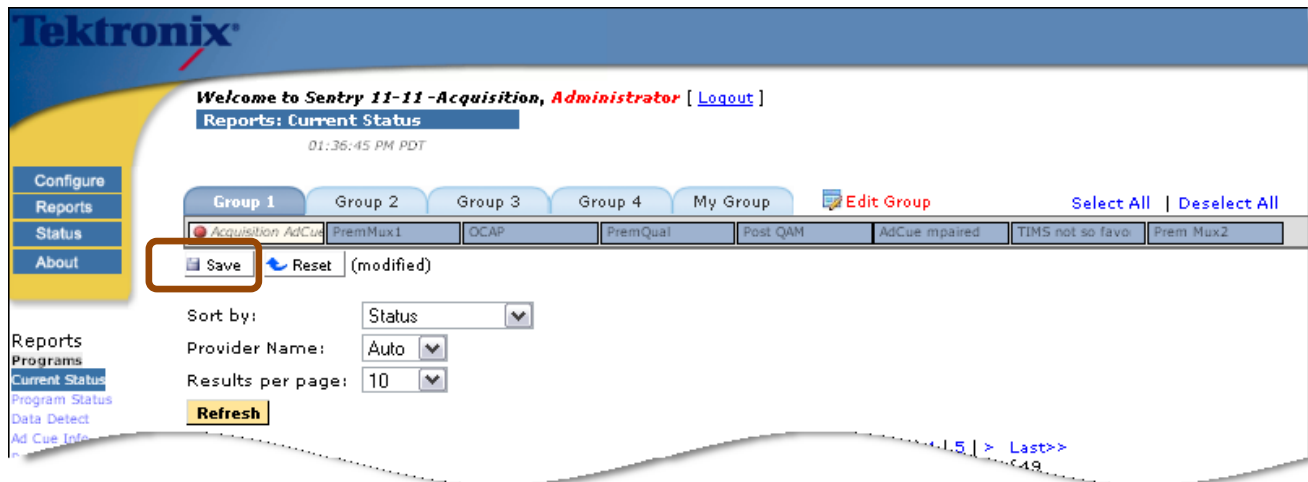 Tektronix
Welcome to Sentry 11-11 -Acquisition, Administrator [ Logout ]
Reports: Current Status
01:36:45 PM PDT
Configure
Reports
Status
About
Group 1 Group 2 Group 3 Group 4 My Group Edit Group Select All | Deselect All
Acquisition AdCue PremMux1 OCAP PremQual Post QAM AdCue mpaired TIMS not so favo Prem Mux2
Save Reset (modified)
Sort by: Status
Provider Name: Auto
Results per page: 10
Refresh
Reports
Programs
Current Status
Program Status
Data Detect
Ad Cue Info
5 | > Last>>
49